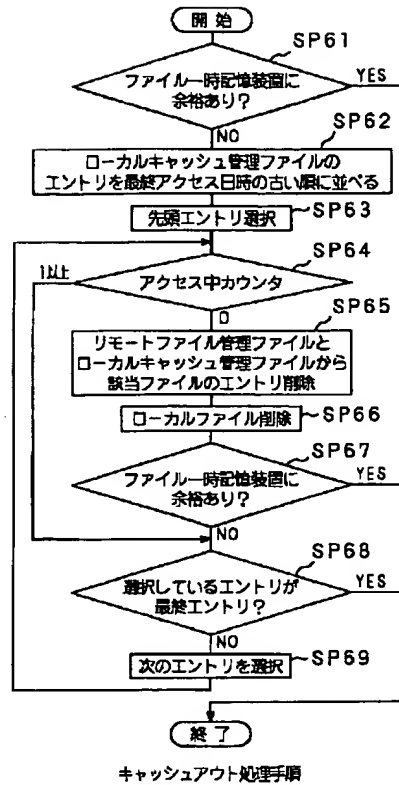 開始
SP61
ファイル一時記憶装置に
余裕あり?
YES
NO
SP62
ローカルキャッシュ管理ファイルの
エントリを最終アクセス日時の古い順に並べる
先頭エントリ選択
SP63
SP64
1以上
アクセス中カウンタ
0
SP65
リモートファイル管理ファイルと
ローカルキャッシュ管理ファイルから
該当ファイルのエントリ削除
ローカルファイル削除
SP66
SP67
ファイル一時記憶装置に
余裕あり?
YES
NO
SP68
選択しているエントリが
最終エントリ?
YES
NO
次のエントリを選択
SP69
終了
キャッシュアウト処理手順